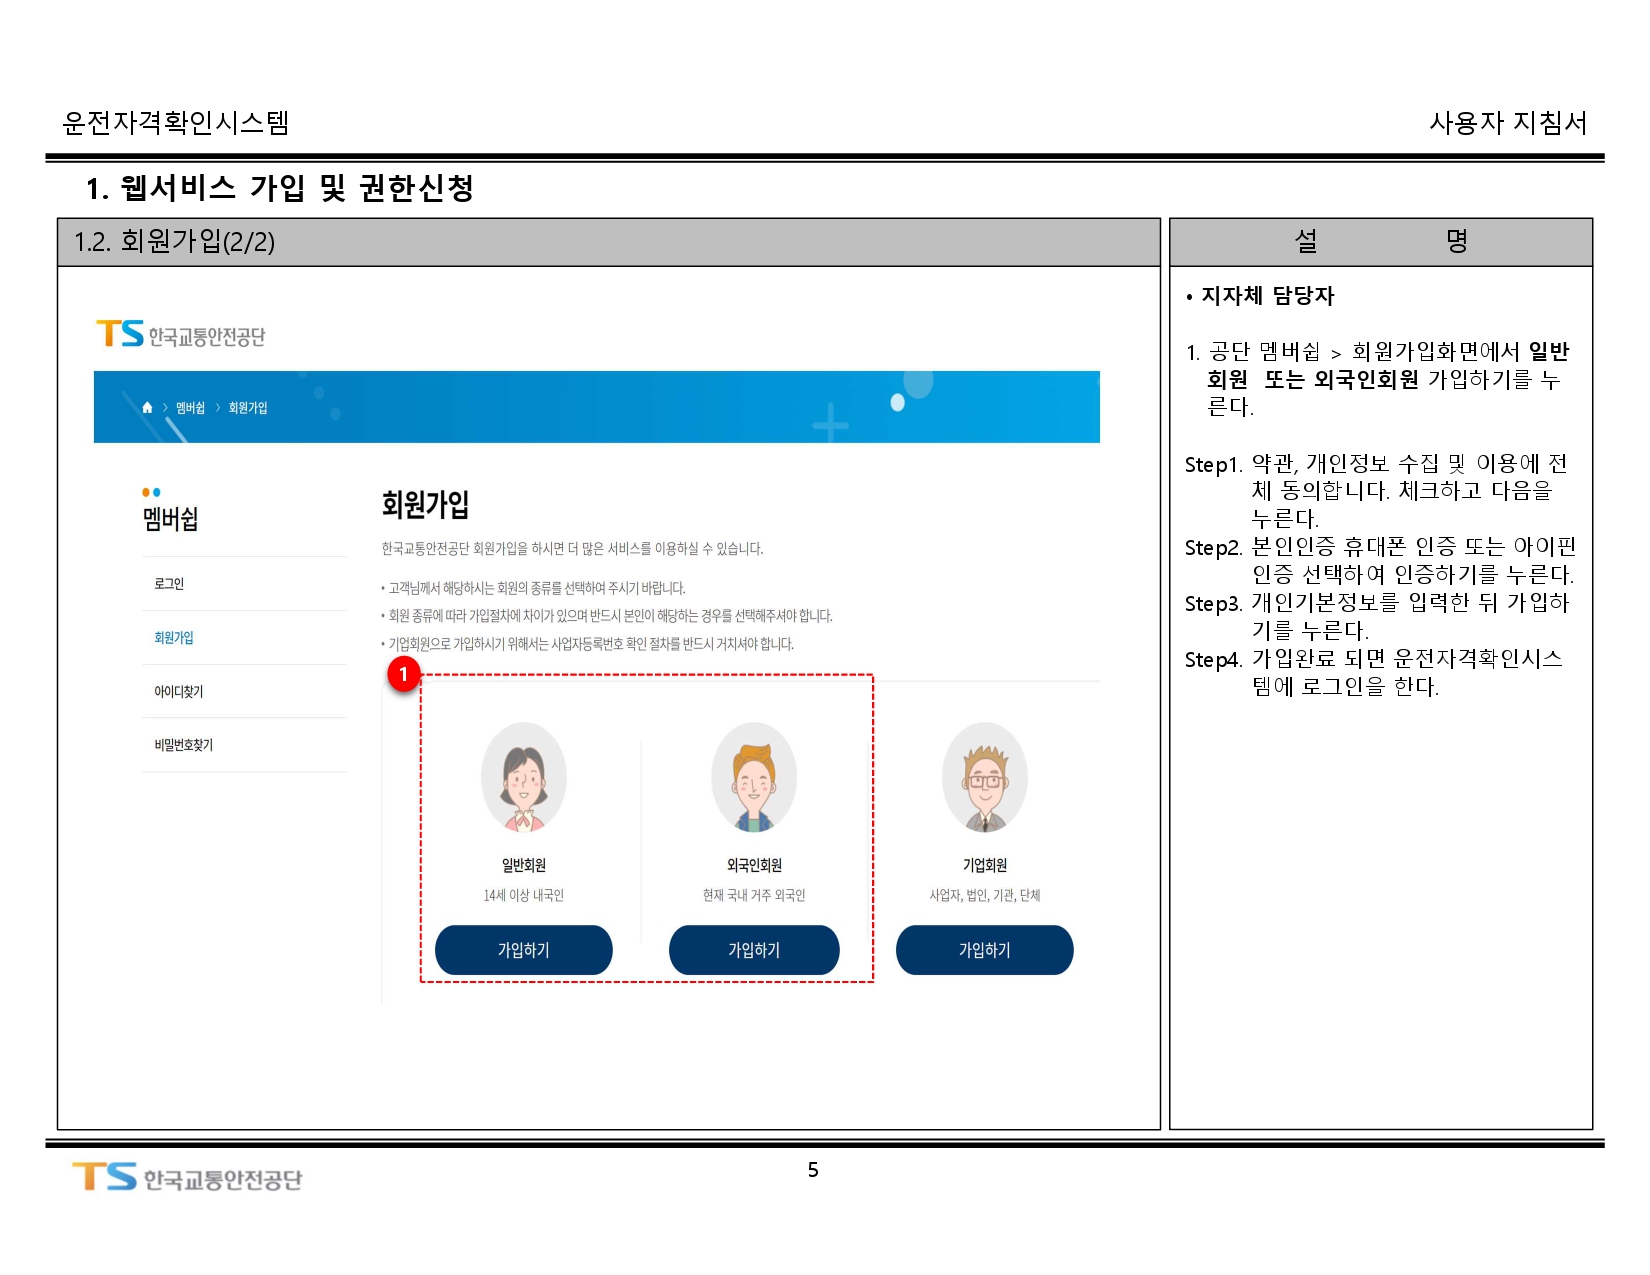 운전자격확인시스템
사용자 지침서
1. 웹서비스 가입 및 권한신청
1.2. 회원가입(2/2)
TS 한국교통안전공단
> 멤버쉽 > 회원가입
멤버쉽
로그인
회원가입
아이디찾기
비밀번호찾기
회원가입
한국교통안전공단 회원가입을 하시면 더 많은 서비스를 이용하실 수 있습니다.
• 고객님께서 해당하시는 회원의 종류를 선택하여 주시기 바랍니다.
• 회원 종류에 따라 가입절차에 차이가 있으며 반드시 본인이 해당하는 경우를 선택해주셔야 합니다.
• 기업회원으로 가입하시기 위해서는 사업자등록번호 확인 절차를 반드시 거치셔야 합니다.
1
일반회원
14세 이상 내국인
가입하기
외국인회원
현재 국내 거주 외국인
가입하기
기업회원
사업자, 법인, 기관, 단체
가입하기
설 명
• 지자체 담당자
1. 공단 멤버쉽 > 회원가입화면에서 일반
회원 또는 외국인회원 가입하기를 누
른다.
Step1. 약관, 개인정보 수집 및 이용에 전
체 동의합니다. 체크하고 다음을
누른다.
Step2. 본인인증 휴대폰 인증 또는 아이핀
인증 선택하여 인증하기를 누른다.
Step3. 개인기본정보를 입력한 뒤 가입하
기를 누른다.
Step4. 가입완료 되면 운전자격확인시스
템에 로그인을 한다.
TS 한국교통안전공단
5